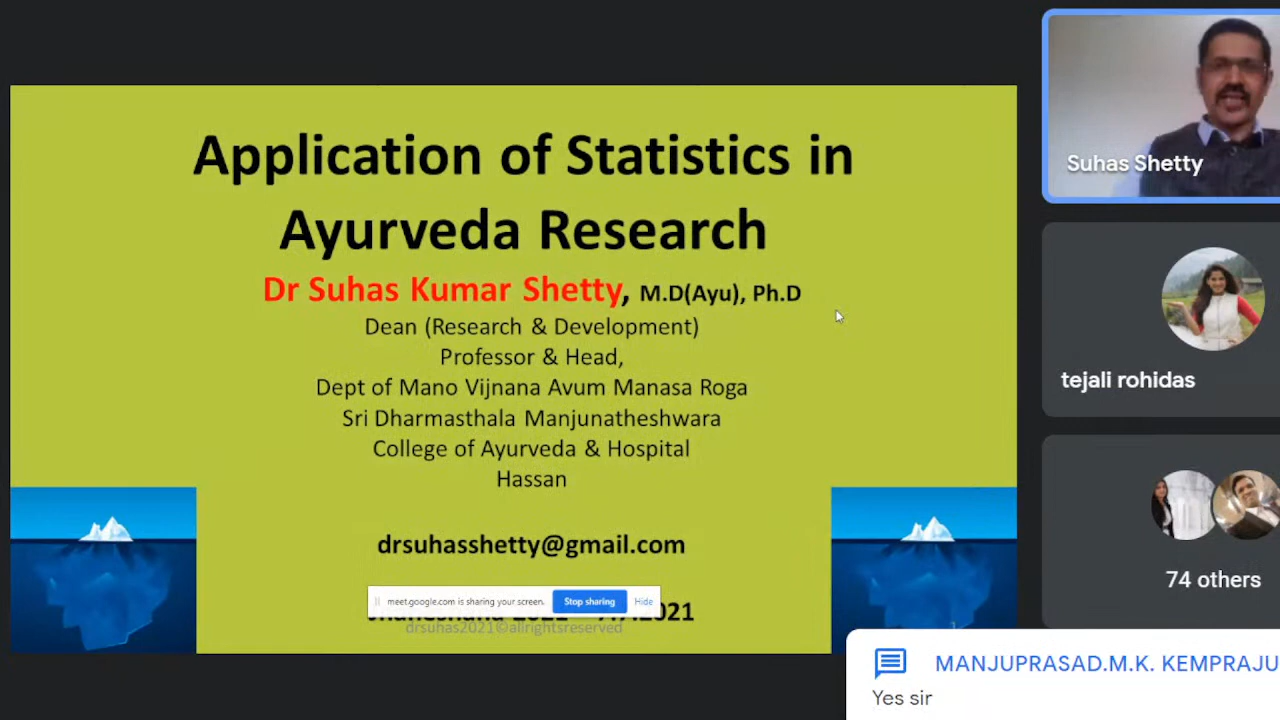 Application of Statistics in
Ayurveda Research
Dr Suhas Kumar Shetty, M.D(Ayu), Ph.D
Dean (Research & Development)
Professor & Head,
Dept of Mano Vijnana Avum Manasa Roga
Sri Dharmasthala Manjunatheshwara
College of Ayurveda & Hospital
Hassan
drsuhasshetty@gmail.com
meet.google.com is sharing your screen. Stop sharing Hide
drsuhas2021©allrightsreserved
Suhas Shetty
tejali rohidas
74 others
MANJUPRASAD.M.K. KEMPRAJU
Yes sir